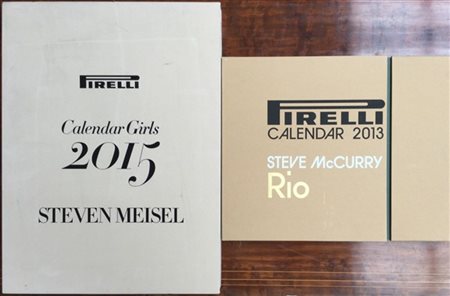 PIRELLI
Calendar Girls
2015
STEVEN MEISEL
PIRELLI
CALENDAR 2013
STEVE McCURRY
Rio